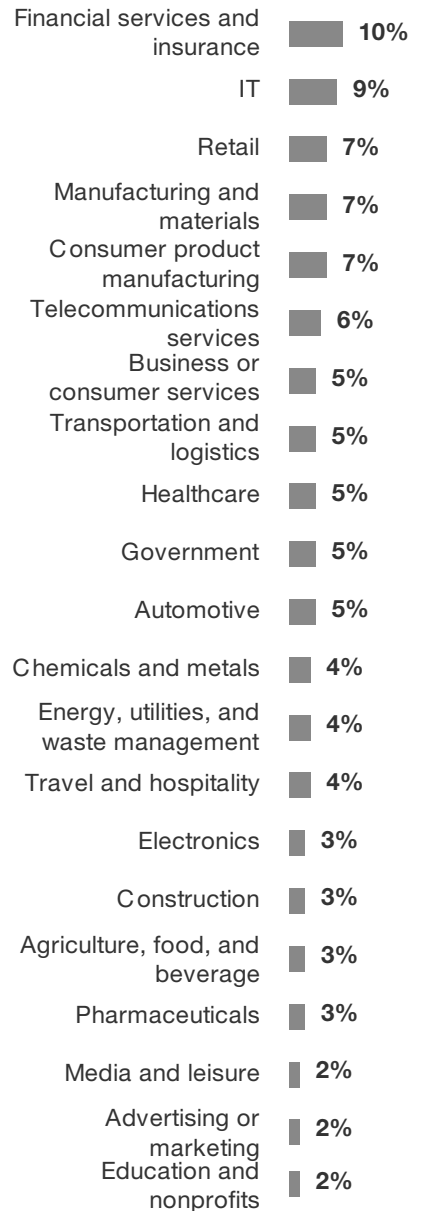 Financial services and
insurance
10%
IT
9%
Retail
7%
Manufacturing and
materials
7%
Consumer product
manufacturing
7%
Telecommunications
services
6%
Business or
consumer services
5%
Transportation and
logistics
5%
Healthcare
5%
Government
5%
Automotive
5%
Chemicals and metals
4%
Energy, utilities, and
waste management
4%
Travel and hospitality
4%
Electronics
3%
Construction
3%
Agriculture, food, and
beverage
3%
Pharmaceuticals
3%
Media and leisure
2%
Advertising or
marketing
2%
Education and
nonprofits
2%